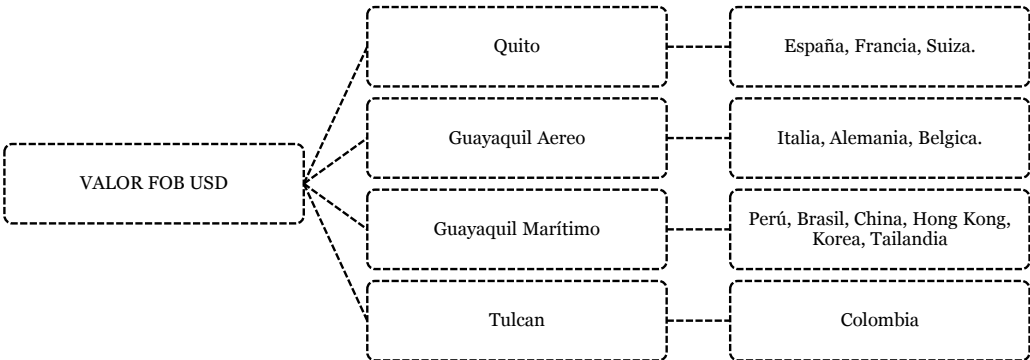 VALOR FOB USD
Quito
España, Francia, Suiza.
Guayaquil Aereo
Italia, Alemania, Belgica.
Guayaquil Marítimo
Perú, Brasil, China, Hong Kong,
Korea, Tailandia
Tulcan
Colombia